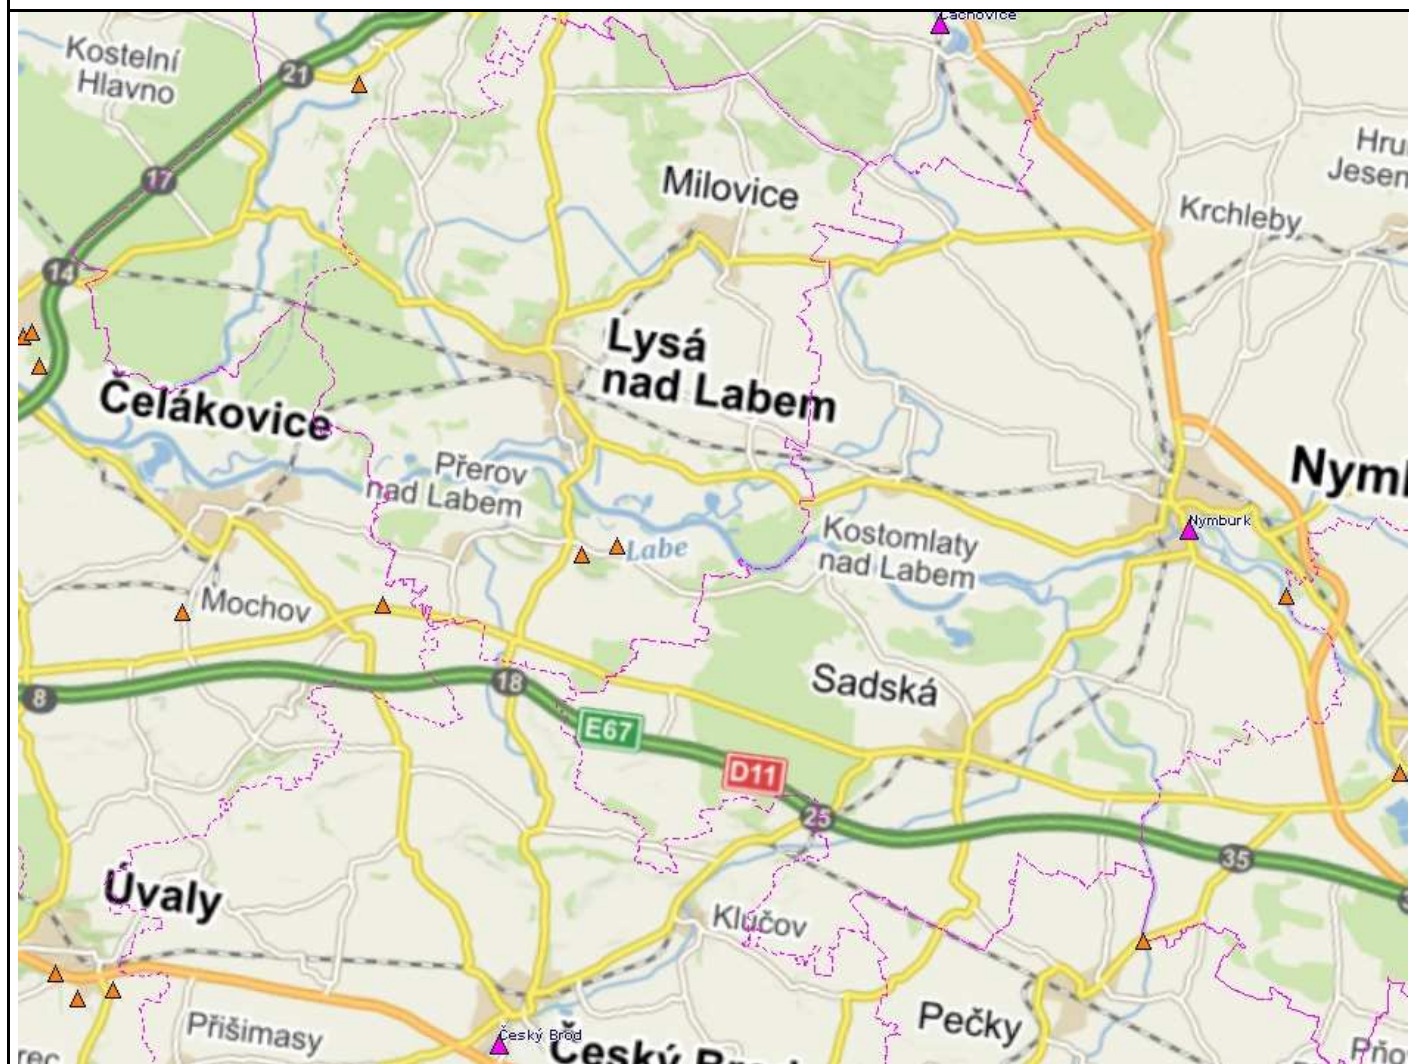 Čachovice
Kostelní
Hlavno
21
17
Milovice
Krchleby
14
Lysá
nad Labem
Čelákovice
Přerov
nad Labem
Labe
Kostomlaty
nad Labem
Nymburk
Mochov
Sadská
8
18
E67
D11
25
35
Úvaly
Klučov
Pečky
Přišimasy
Český Brod